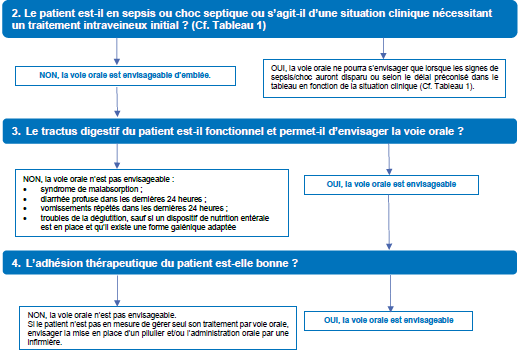 2. Le patient est-il en sepsis ou choc septique ou s'agit-il d'une situation clinique nécessitant
un traitement intraveineux initial ? (Cf. Tableau 1)
NON, la voie orale est envisageable d'emblée.
OUI, la voie orale ne pourra s'envisager que lorsque les signes de
sepsis/choc auront disparu ou selon le délai préconisé dans le
tableau en fonction de la situation clinique (Cf. Tableau 1).
3. Le tractus digestif du patient est-il fonctionnel et permet-il d'envisager la voie orale ?
NON, la voie orale n'est pas envisageable :
• syndrome de malabsorption ;
• diarrhée profuse dans les dernières 24 heures ;
• vomissements répétés dans les dernières 24 heures ;
• troubles de la déglutition, sauf si un dispositif de nutrition entérale
est en place et qu'il existe une forme galénique adaptée
OUI, la voie orale est envisageable
4. L'adhésion thérapeutique du patient est-elle bonne ?
NON, la voie orale n'est pas envisageable.
Si le patient n'est pas en mesure de gérer seul son traitement par voie orale,
envisager la mise en place d'un pilulier et/ou l'administration orale par une
infirmière.
OUI, la voie orale est envisageable